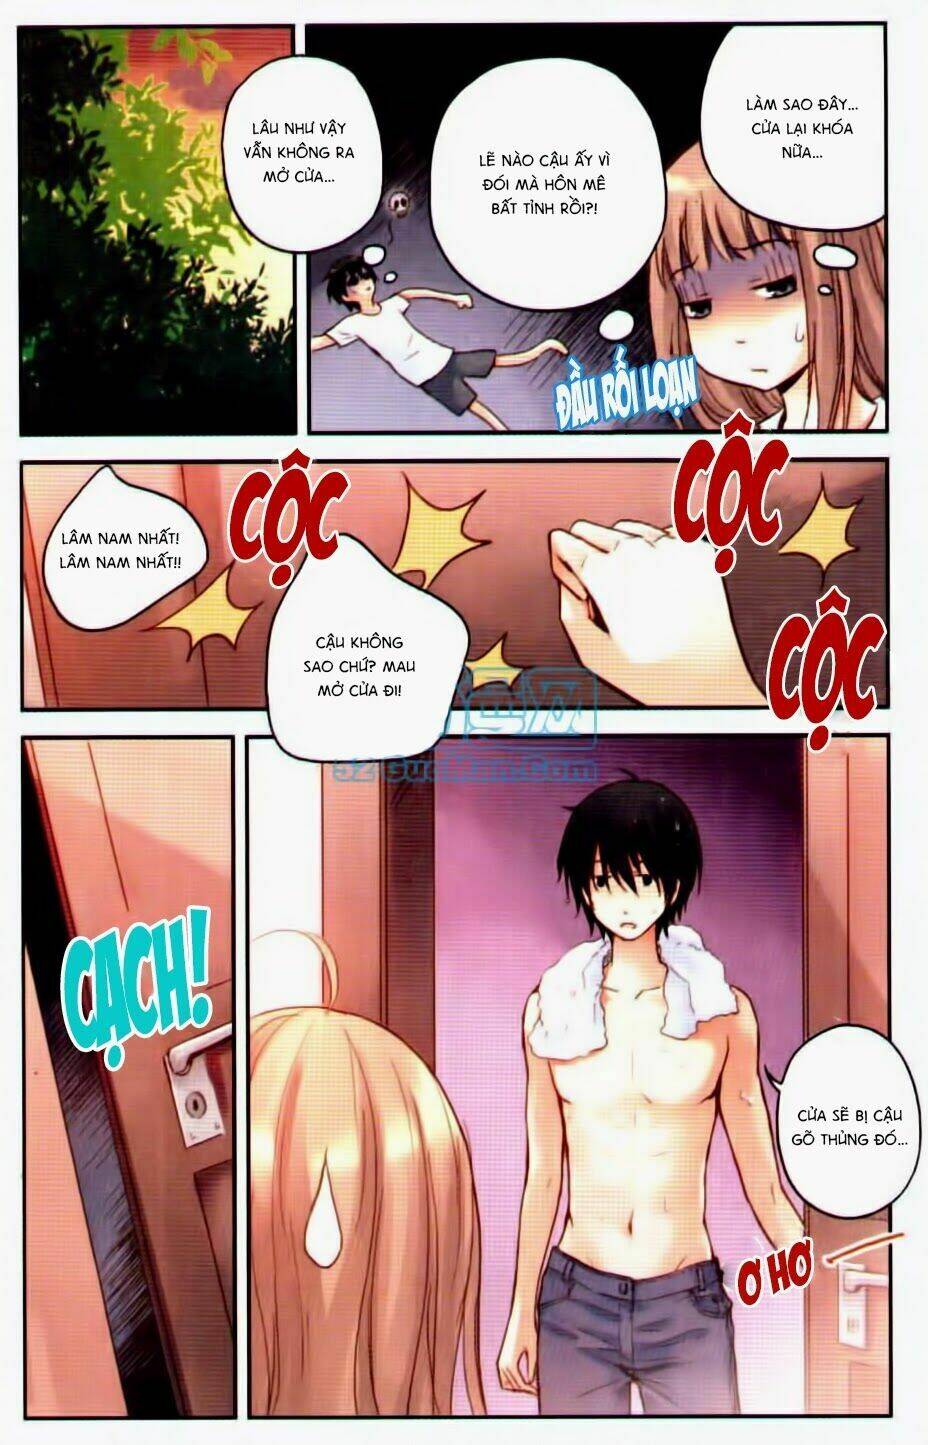 LÂU NHƯ VẬY
VẪN KHÔNG RA
MỞ CỬA...
LẼ NÀO CẬU ẤY VÌ
ĐÓI MÀ HÔN MÊ
BẤT TỈNH RỒI?!
LÀM SAO ĐÂY...
CỬA LẠI KHÓA
NỮA...
ĐẦU RỐI LOẠN
LÂM NAM NHẤT!
LÂM NAM NHẤT!!
CỘC
CỘC
CỘC
CẬU KHÔNG
SAO CHỨ? MAU
MỞ CỬA ĐI!
CẠCH!
CỬA SẼ BỊ CẬU
GÕ THỦNG ĐÓ...
Ơ HƠ